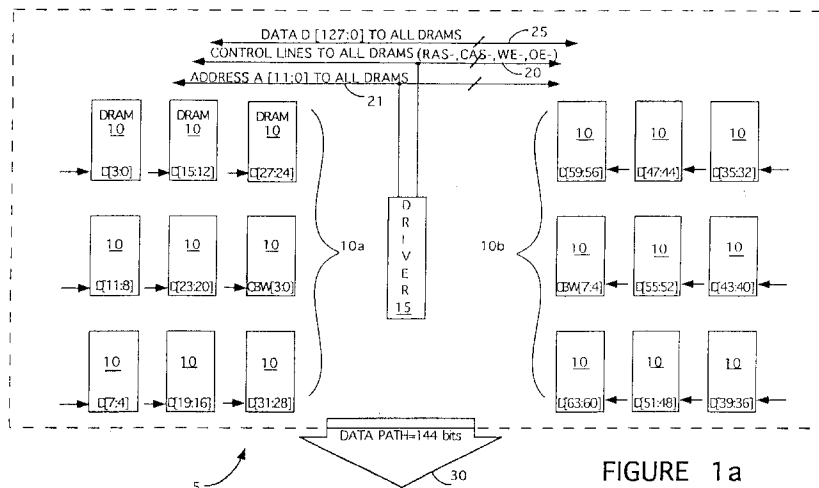 DATA D [127:0] TO ALL DRAMS 25
CONTROL LINES TO ALL DRAMS (RAS-,CAS-,WE-,OE-)
20
ADDRESS A [11:0] TO ALL DRAMS
21
DRAM DRAM DRAM
10 10 10 10 10 10
D[3:0] D[15:12] D[27:24] D[59:56] D[47:44] D[35:32]
DRIVER
15
10a 10b
10 10 10 10 10 10
D[11:8] D[23:20] CBW[3:0] CBW[7:4] D[55:52] D[43:40]
10 10 10 10 10 10
D[7:4] D[19:16] D[31:28] D[63:60] D[51:48] D[39:36]
DATA PATH=144 bits
5 30
FIGURE 1a